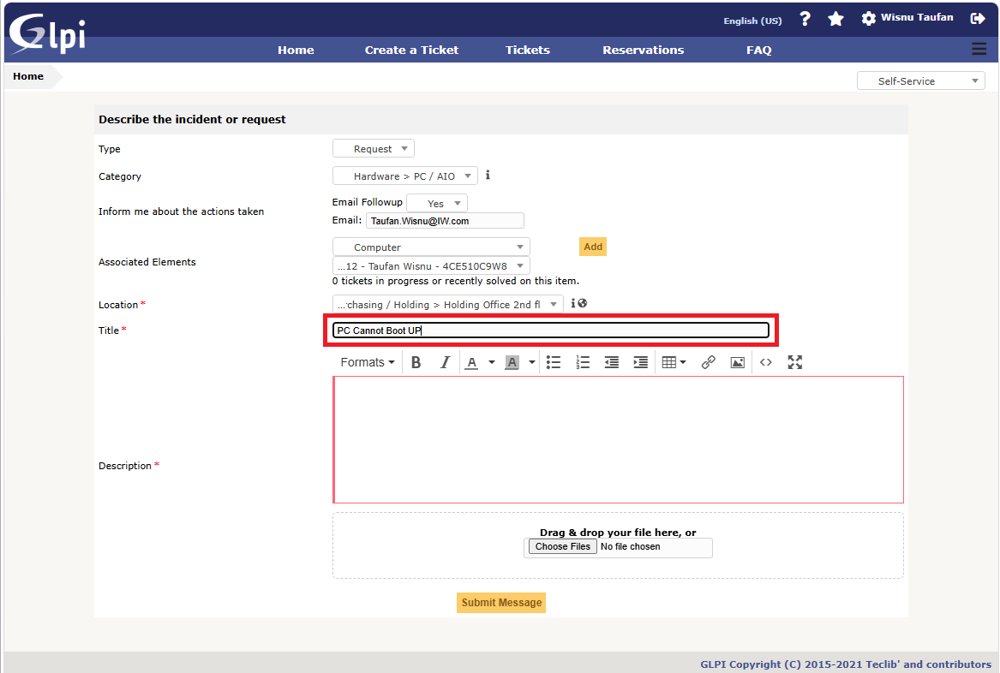 Glpi
English (US) ? Wisnu Taufan
Home Create a Ticket Tickets Reservations FAQ
Home
Self-Service
Describe the incident or request
Type Request
Category Hardware > PC / AIO
Inform me about the actions taken
Email Followup Yes
Email: Taufan.Wisnu@IW.com
Associated Elements
Computer Add
...12 - Taufan Wisnu - 4CE510C9W8
0 tickets in progress or recently solved on this item.
Location * ...chasing / Holding > Holding Office 2nd fl
Title * PC Cannot Boot UP
Formats B I A A
Description *
Drag & drop your file here, or
Choose Files No file chosen
Submit Message
GLPI Copyright (C) 2015-2021 Teclib' and contributors